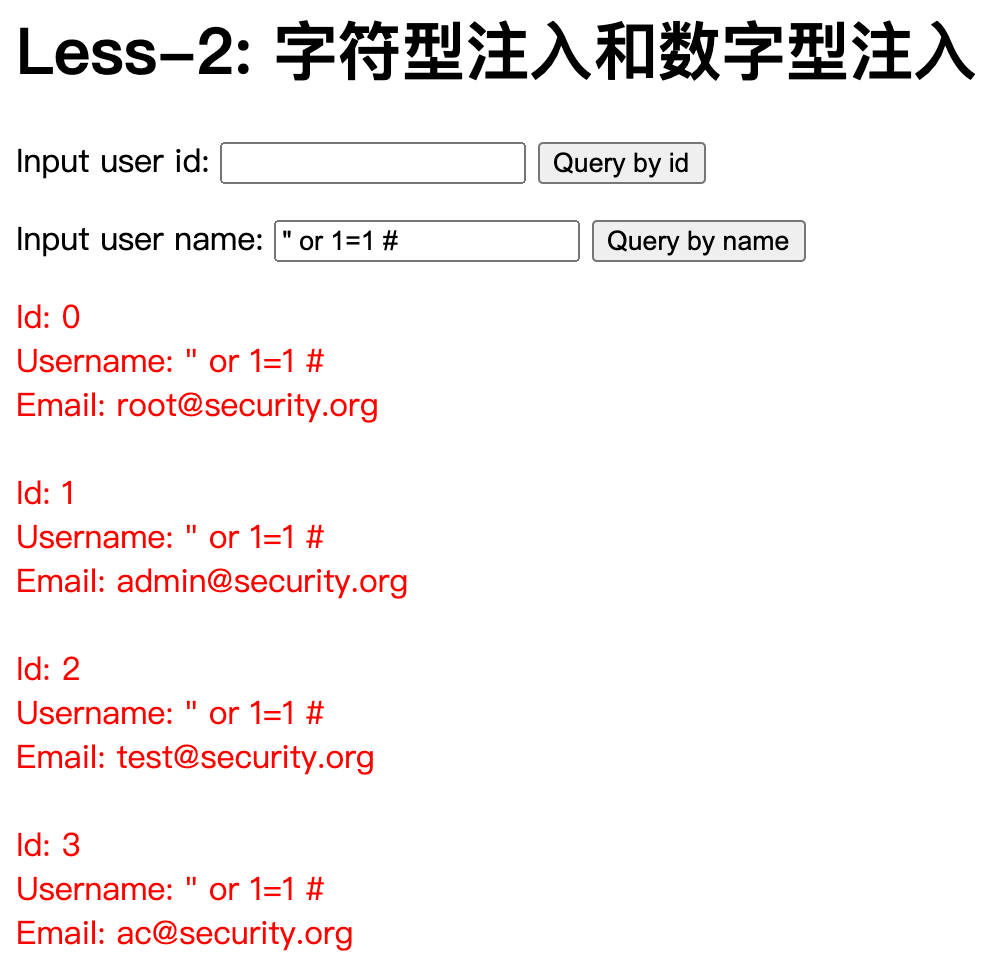 Less-2: 字符型注入和数字型注入
Input user id: Query by id
Input user name: " or 1=1 # Query by name
Id: 0
Username: " or 1=1 #
Email: root@security.org
Id: 1
Username: " or 1=1 #
Email: admin@security.org
Id: 2
Username: " or 1=1 #
Email: test@security.org
Id: 3
Username: " or 1=1 #
Email: ac@security.org